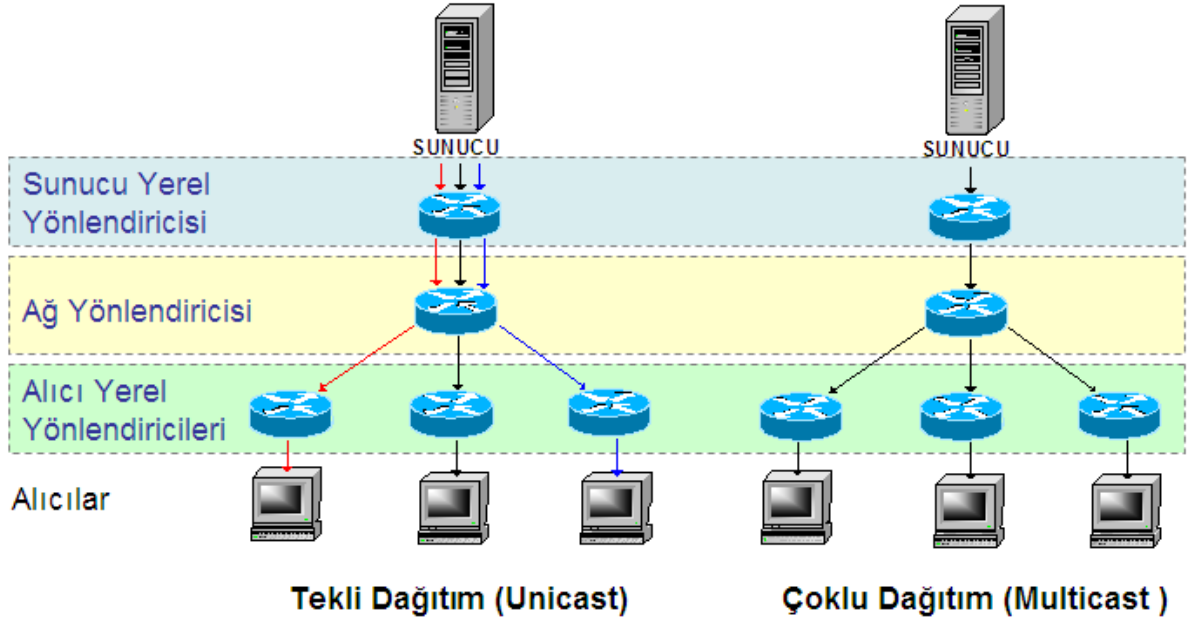 SUNUCU
SUNUCU
Sunucu Yerel
Yönlendiricisi
Ağ Yönlendiricisi
Alıcı Yerel
Yönlendiricileri
Alıcılar
Tekli Dağıtım (Unicast)
Çoklu Dağıtım (Multicast )